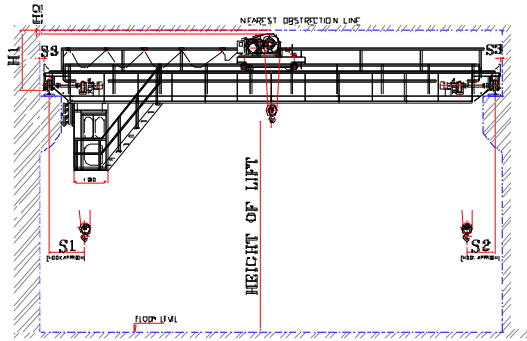 NEAREST OBSTRUCTION LINE
H2
H1
S3
S3
HEIGHT OF LIFT
S1
S2
FLOOR LEVEL